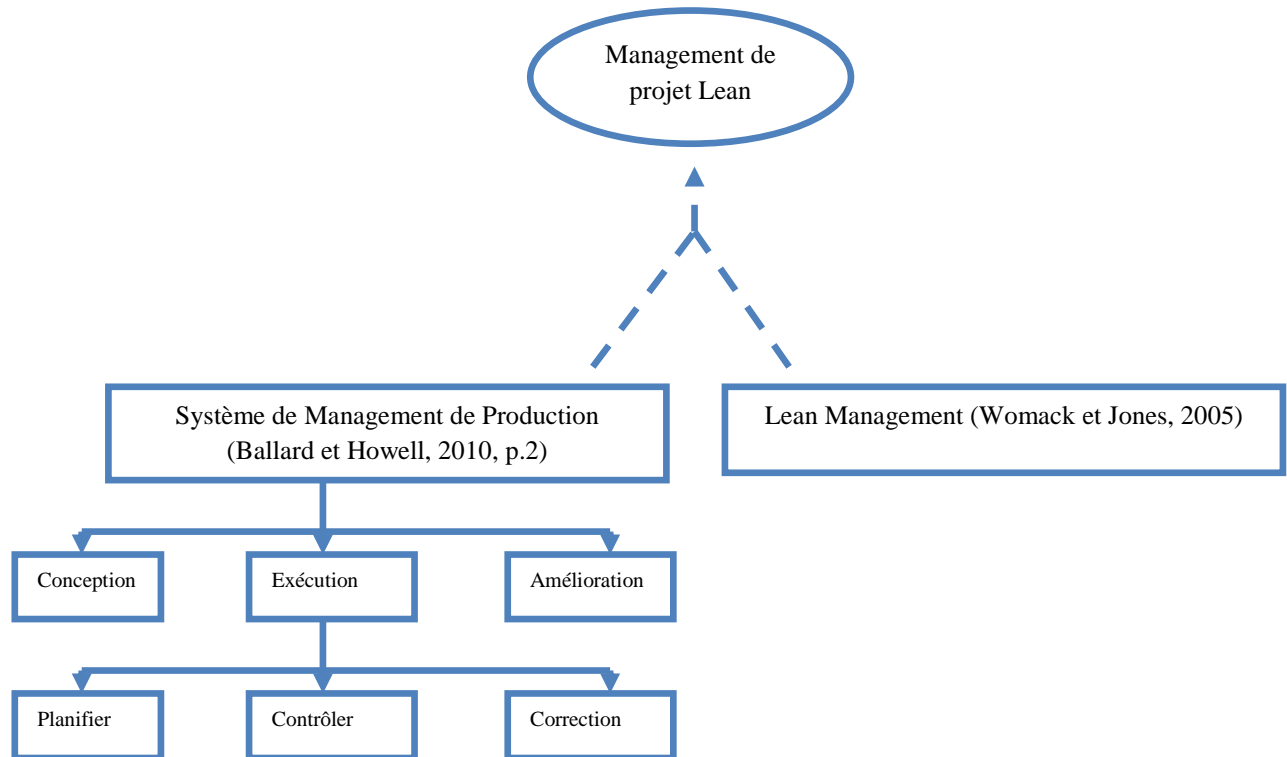 Management de
projet Lean
Système de Management de Production
(Ballard et Howell, 2010, p.2)
Lean Management (Womack et Jones, 2005)
Conception
Exécution
Amélioration
Planifier
Contrôler
Correction